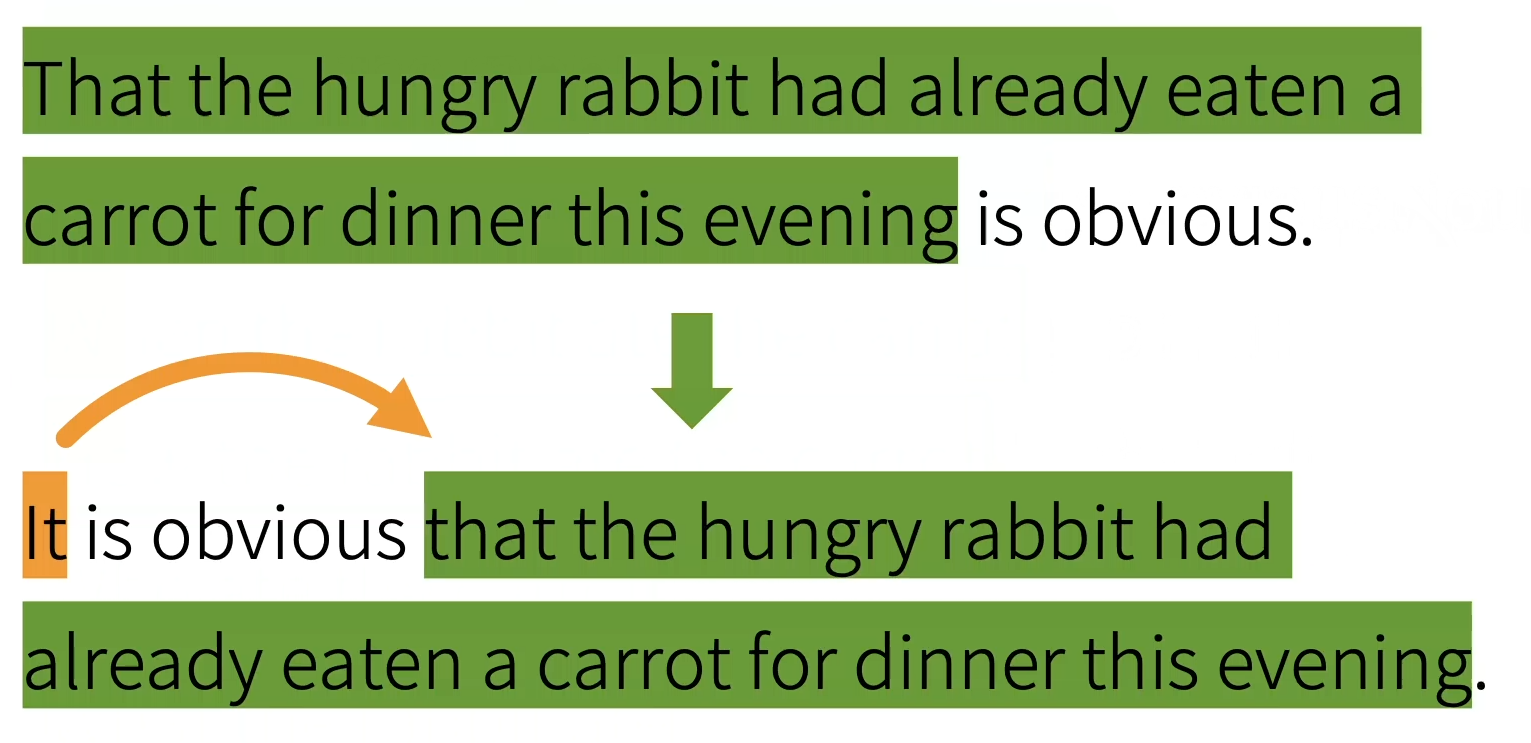 That the hungry rabbit had already eaten a
carrot for dinner this evening is obvious.
It is obvious that the hungry rabbit had
already eaten a carrot for dinner this evening.